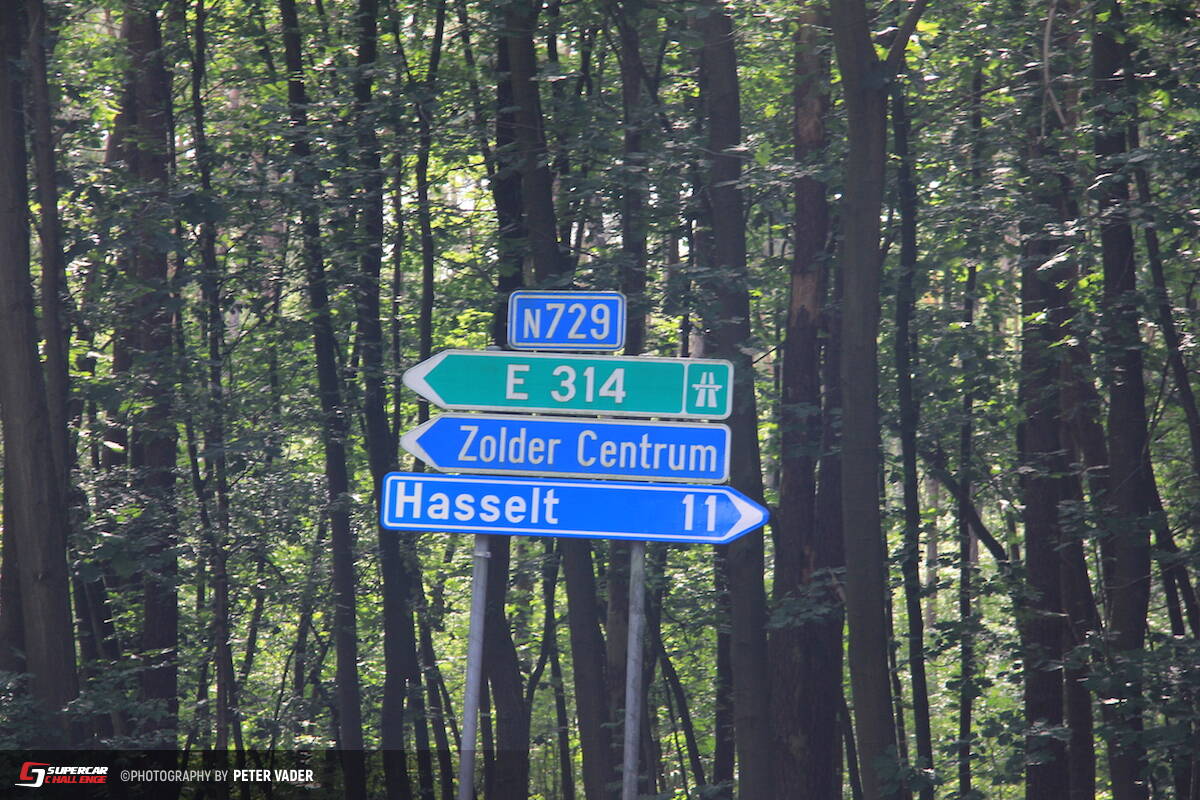 N729
E 314
Zolder Centrum
Hasselt 11
SUPERCAR
CHALLENGE
©PHOTOGRAPHY BY PETER VADER